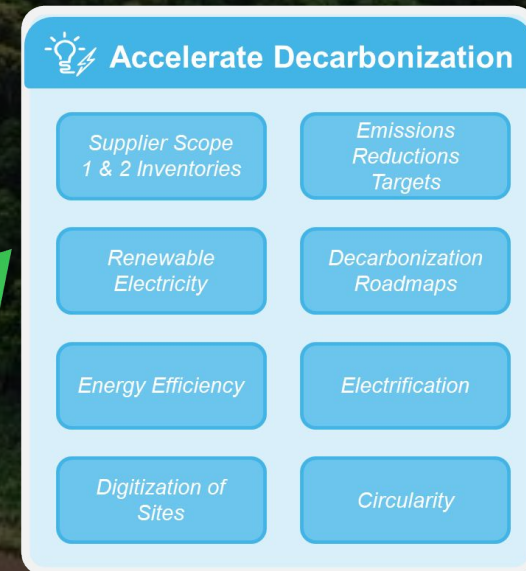 Accelerate Decarbonization
Supplier Scope
1 & 2 Inventories
Emissions
Reductions
Targets
Renewable
Electricity
Decarbonization
Roadmaps
Energy Efficiency
Electrification
Digitization of
Sites
Circularity